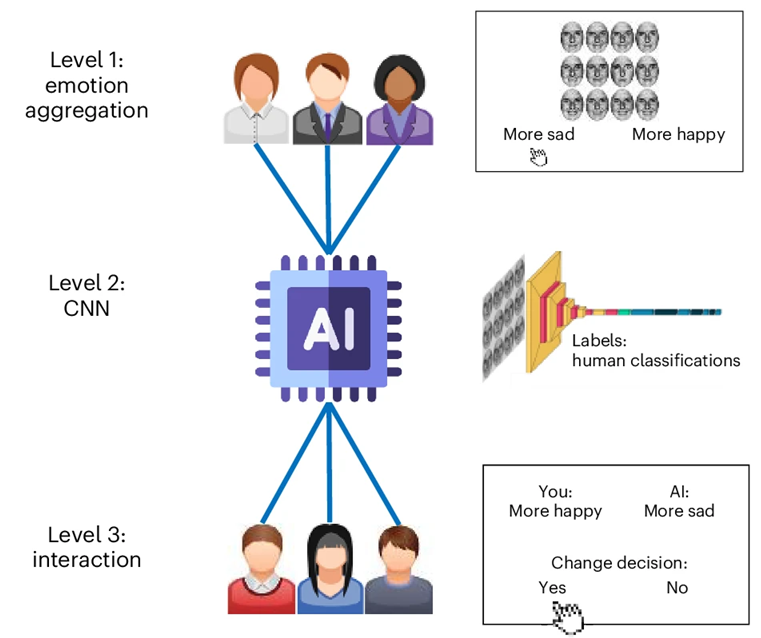 Level 1:
emotion
aggregation
More sad
More happy
Level 2:
CNN
AI
Labels:
human classifications
Level 3:
interaction
You:
More happy
AI:
More sad
Change decision:
Yes
No